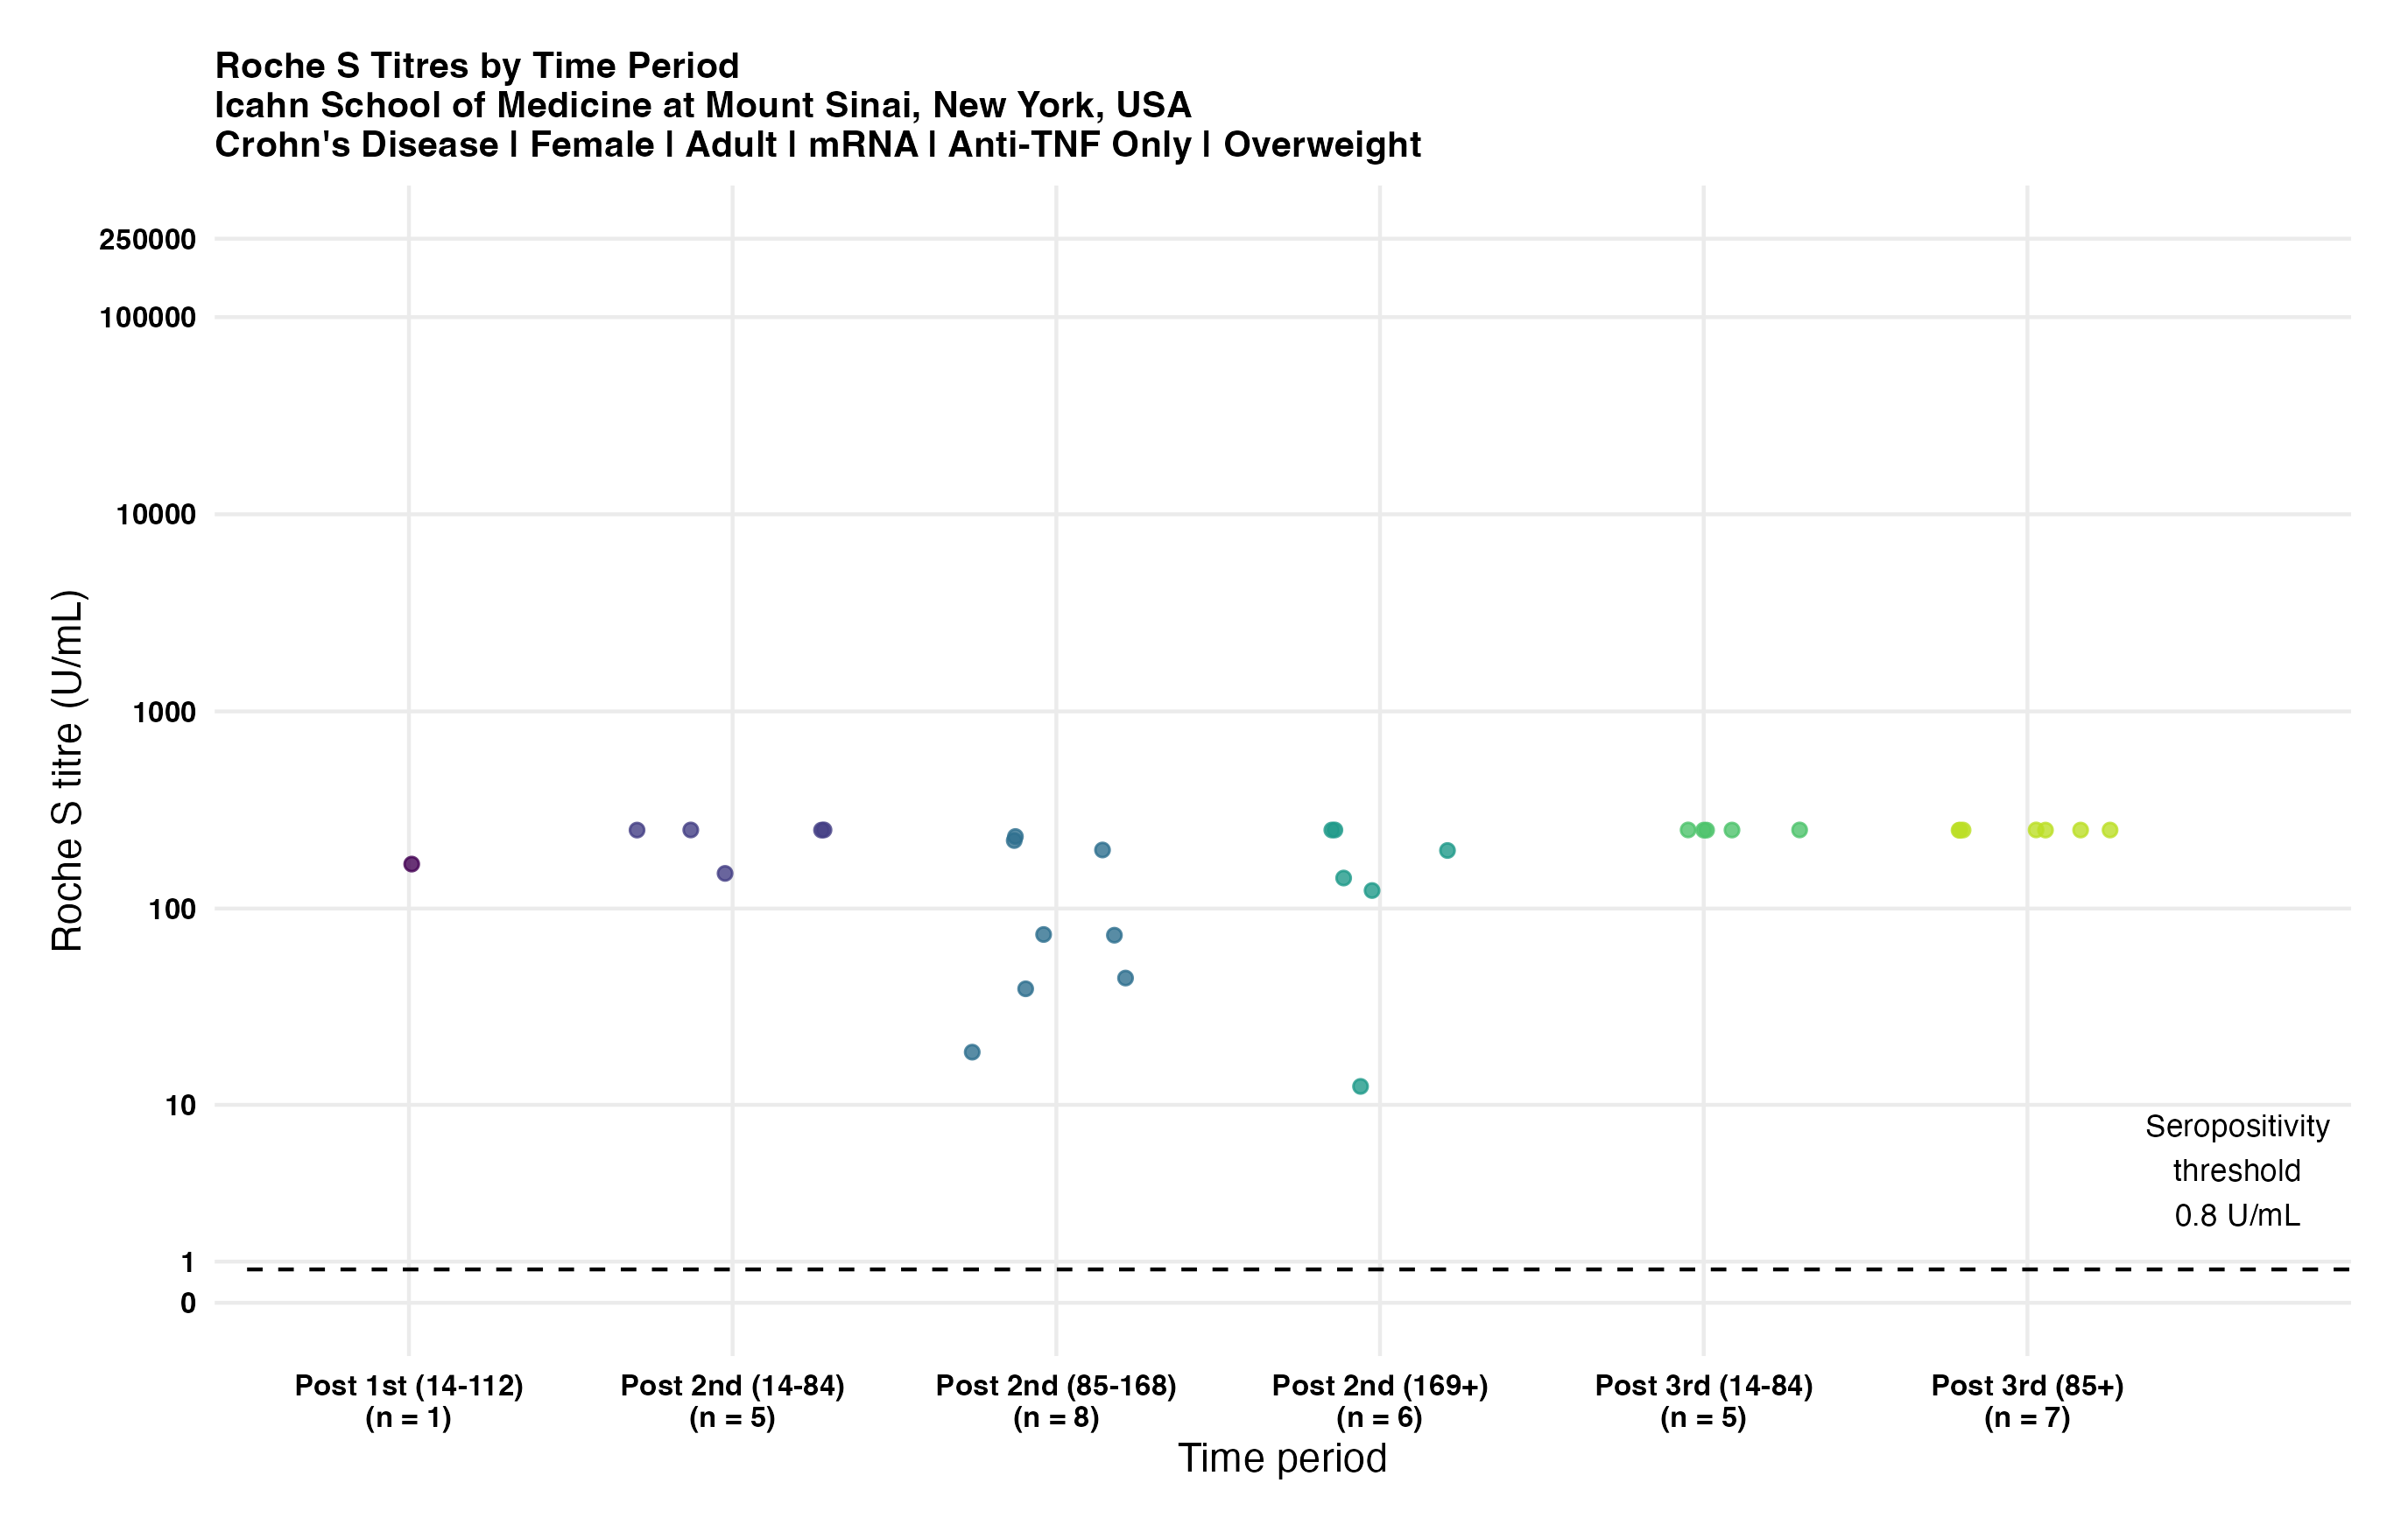 Roche S Titres by Time Period
Icahn School of Medicine at Mount Sinai, New York, USA
Crohn's Disease | Female | Adult | mRNA | Anti-TNF Only | Overweight
Roche S titre (U/mL)
250000
100000
10000
1000
100
10
1
0
Seropositivity
threshold
0.8 U/mL
Post 1st (14-112)
(n = 1)
Post 2nd (14-84)
(n = 5)
Post 2nd (85-168)
(n = 8)
Post 2nd (169+)
(n = 6)
Post 3rd (14-84)
(n = 5)
Post 3rd (85+)
(n = 7)
Time period